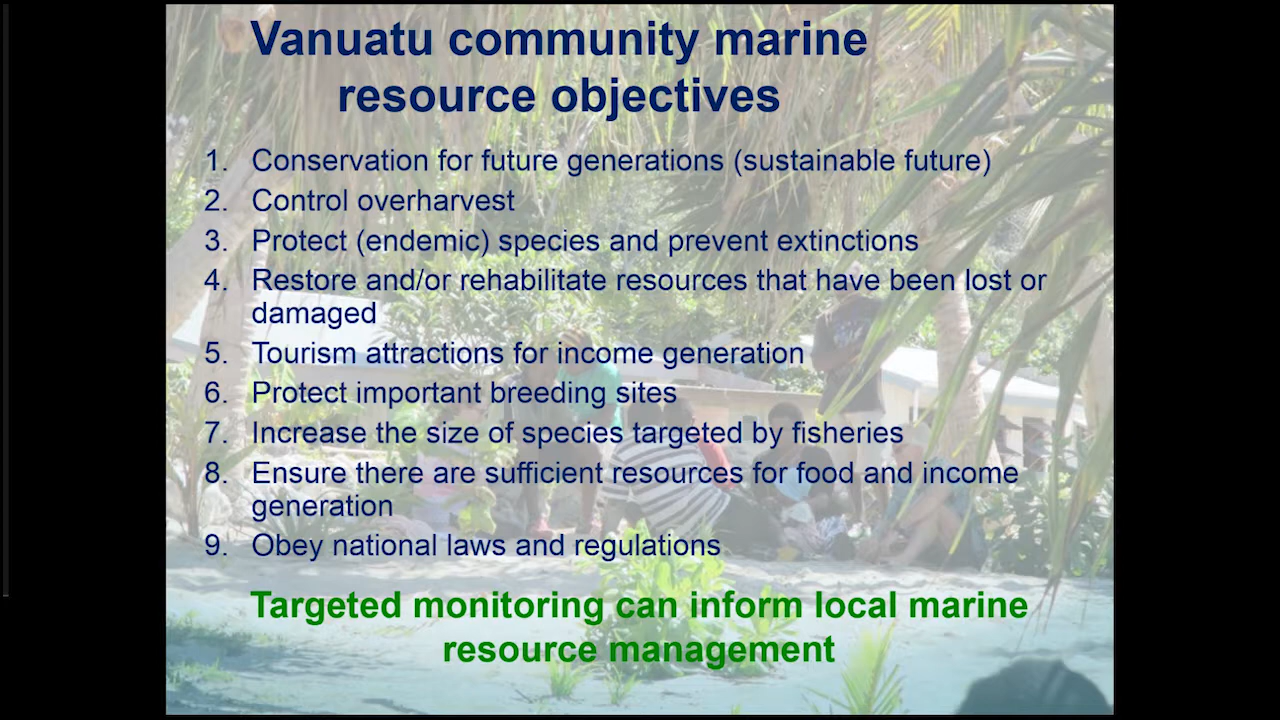 Vanuatu community marine
resource objectives
1. Conservation for future generations (sustainable future)
2. Control overharvest
3. Protect (endemic) species and prevent extinctions
4. Restore and/or rehabilitate resources that have been lost or
damaged
5. Tourism attractions for income generation
6. Protect important breeding sites
7. Increase the size of species targeted by fisheries
8. Ensure there are sufficient resources for food and income
generation
9. Obey national laws and regulations
Targeted monitoring can inform local marine
resource management